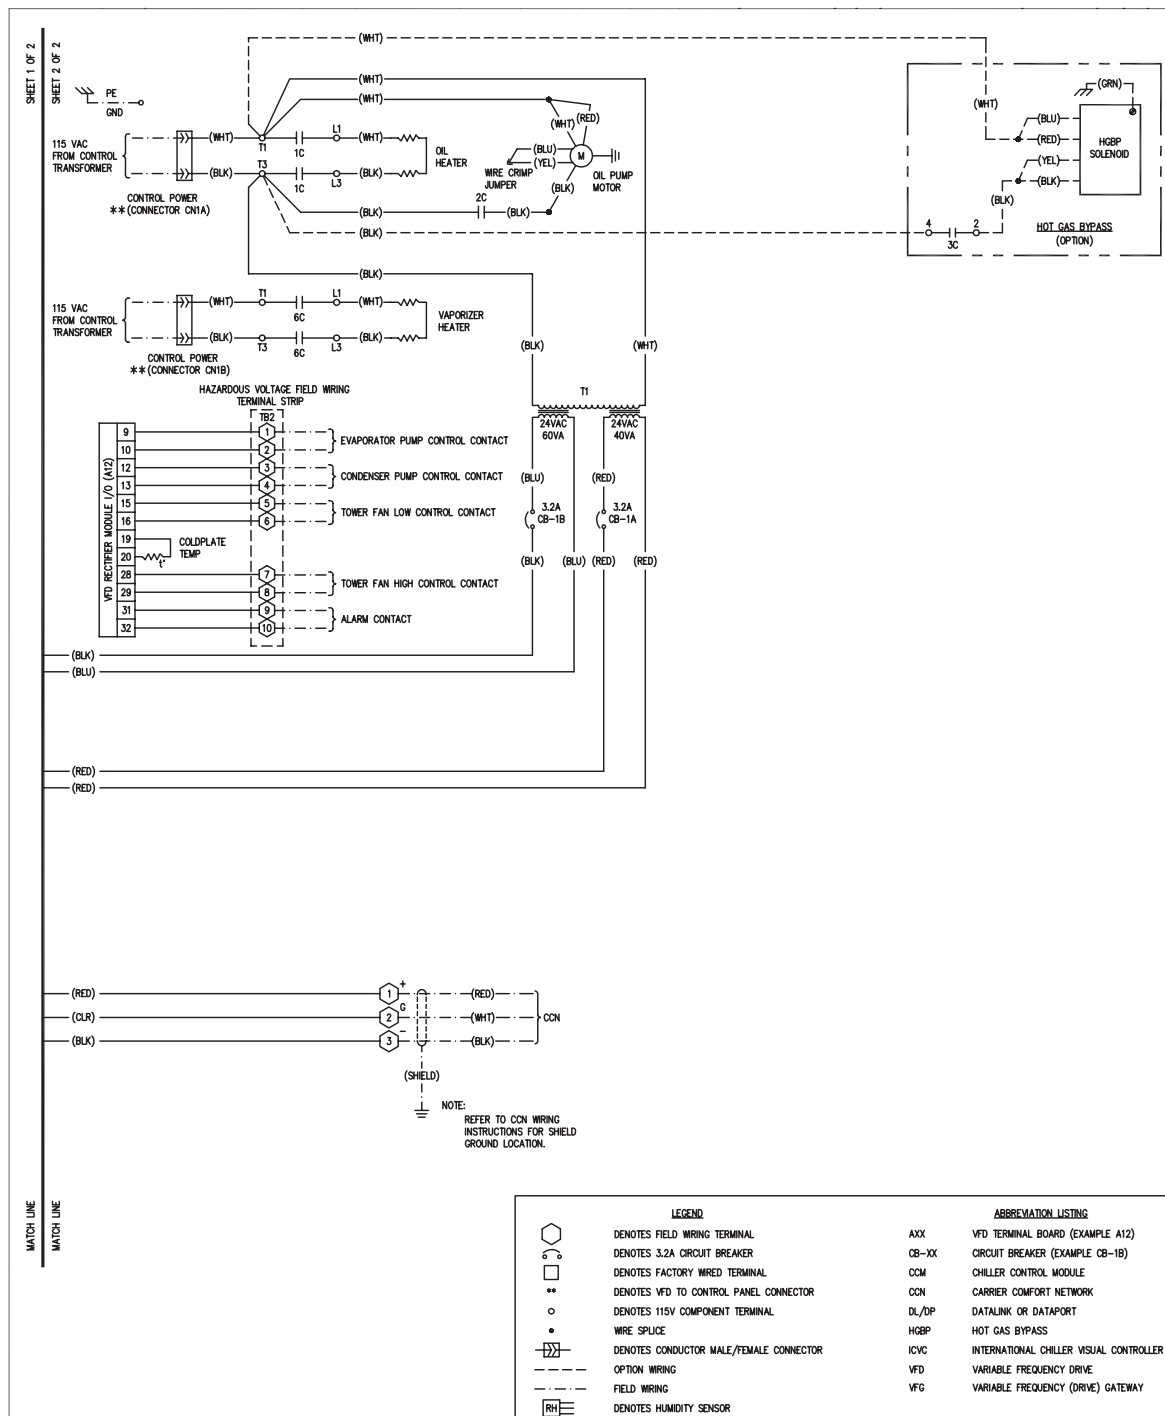 SHEET 1 OF 2
SHEET 2 OF 2
(WHT)
(WHT)
(WHT)
PE
GND
115 VAC
FROM CONTROL
TRANSFORMER
(WHT)
T1
1C
L1
(WHT)
OIL
HEATER
(BLK)
T3
1C
L3
(BLK)
CONTROL POWER
**(CONNECTOR CN1A)
(WHT)
(RED)
(BLU)
(YEL)
M
WIRE CRIMP
JUMPER
OIL PUMP
MOTOR
(BLK)
2C
(BLK)
(BLK)
(BLK)
(BLK)
(WHT)
(GRN)
(BLU)
(RED)
(YEL)
(BLK)
HGBP
SOLENOID
(BLK)
4
3C
2
HOT GAS BYPASS
(OPTION)
115 VAC
FROM CONTROL
TRANSFORMER
(WHT)
T1
6C
L1
(WHT)
VAPORIZER
HEATER
(BLK)
T3
6C
L3
(BLK)
CONTROL POWER
**(CONNECTOR CN1B)
(BLK)
(WHT)
T1
24VAC
60VA
24VAC
40VA
(BLU)
(RED)
3.2A
CB-1B
3.2A
CB-1A
(BLK)
(BLU)
(RED)
(RED)
HAZARDOUS VOLTAGE FIELD WIRING
TERMINAL STRIP
TB2
VFD RECTIFIER MODULE I/O (A12)
9
1
10
2
EVAPORATOR PUMP CONTROL CONTACT
12
3
13
4
CONDENSER PUMP CONTROL CONTACT
15
5
16
6
TOWER FAN LOW CONTROL CONTACT
19
20
t°
COLDPLATE
TEMP
28
7
29
8
TOWER FAN HIGH CONTROL CONTACT
31
9
32
10
ALARM CONTACT
(BLK)
(BLU)
(RED)
(RED)
(RED)
1
+
(RED)
(CLR)
2
G
(WHT)
CCN
(BLK)
3
−
(BLK)
(SHIELD)
NOTE:
REFER TO CCN WIRING
INSTRUCTIONS FOR SHIELD
GROUND LOCATION.
MATCH LINE
MATCH LINE
LEGEND
DENOTES FIELD WIRING TERMINAL
DENOTES 3.2A CIRCUIT BREAKER
DENOTES FACTORY WIRED TERMINAL
** DENOTES VFD TO CONTROL PANEL CONNECTOR
DENOTES 115V COMPONENT TERMINAL
WIRE SPLICE
DENOTES CONDUCTOR MALE/FEMALE CONNECTOR
OPTION WIRING
FIELD WIRING
RH DENOTES HUMIDITY SENSOR
ABBREVIATION LISTING
AXX VFD TERMINAL BOARD (EXAMPLE A12)
CB-XX CIRCUIT BREAKER (EXAMPLE CB-1B)
CCM CHILLER CONTROL MODULE
CCN CARRIER COMFORT NETWORK
DL/DP DATALINK OR DATAPORT
HGBP HOT GAS BYPASS
ICVC INTERNATIONAL CHILLER VISUAL CONTROLLER
VFD VARIABLE FREQUENCY DRIVE
VFG VARIABLE FREQUENCY (DRIVE) GATEWAY